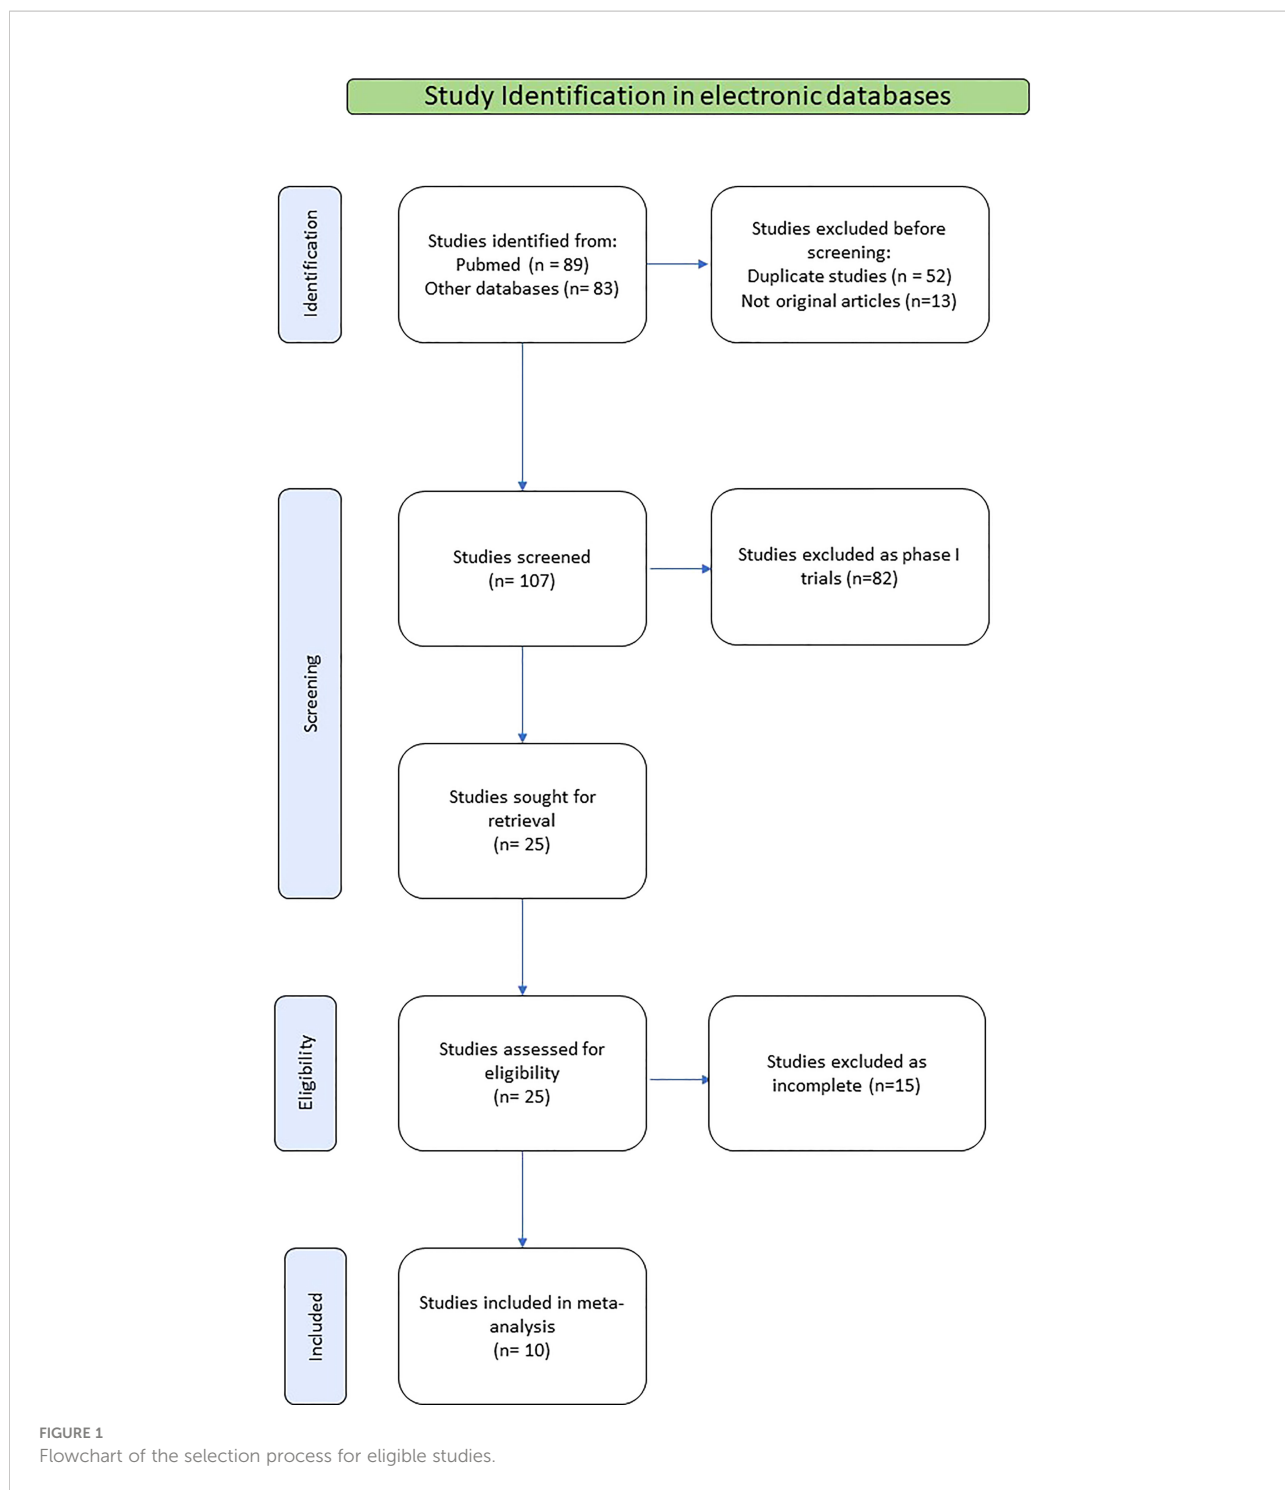 Study Identification in electronic databases
Identification
Studies identified from:
Pubmed (n = 89)
Other databases (n= 83)
Studies excluded before
screening:
Duplicate studies (n = 52)
Not original articles (n=13)
Screening
Studies screened
(n= 107)
Studies excluded as phase I
trials (n=82)
Studies sought for
retrieval
(n= 25)
Eligibility
Studies assessed for
eligibility
(n= 25)
Studies excluded as
incomplete (n=15)
Included
Studies included in meta-
analysis
(n= 10)
FIGURE 1
Flowchart of the selection process for eligible studies.